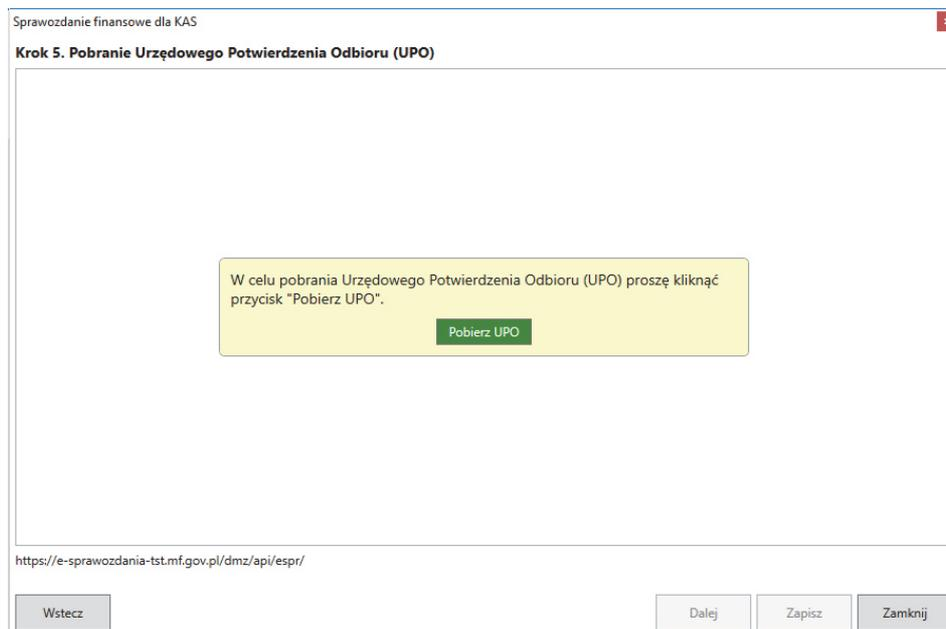 Sprawozdanie finansowe dla KAS
Krok 5. Pobranie Urzędowego Potwierdzenia Odbioru (UPO)
W celu pobrania Urzędowego Potwierdzenia Odbioru (UPO) proszę kliknąć
przycisk "Pobierz UPO".
Pobierz UPO
https://e-sprawozdania-tst.mf.gov.pl/dmz/api/espr/
Wstecz
Dalej
Zapisz
Zamknij